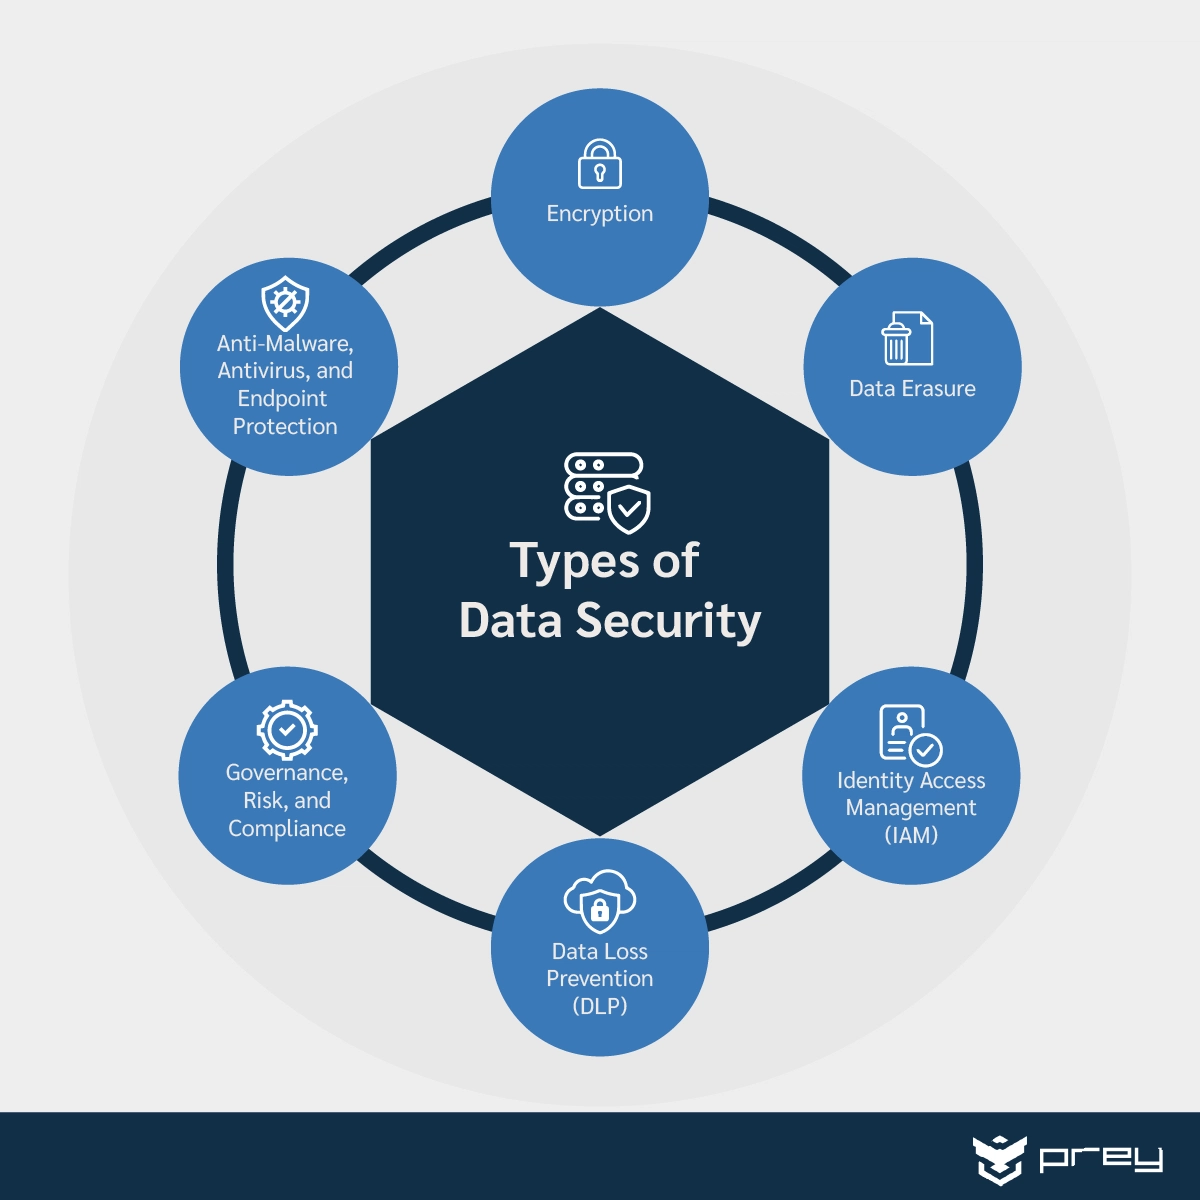 Encryption
Anti-Malware,
Antivirus, and
Endpoint
Protection
Data Erasure
Types of
Data Security
Governance,
Risk, and
Compliance
Identity Access
Management
(IAM)
Data Loss
Prevention
(DLP)
prey